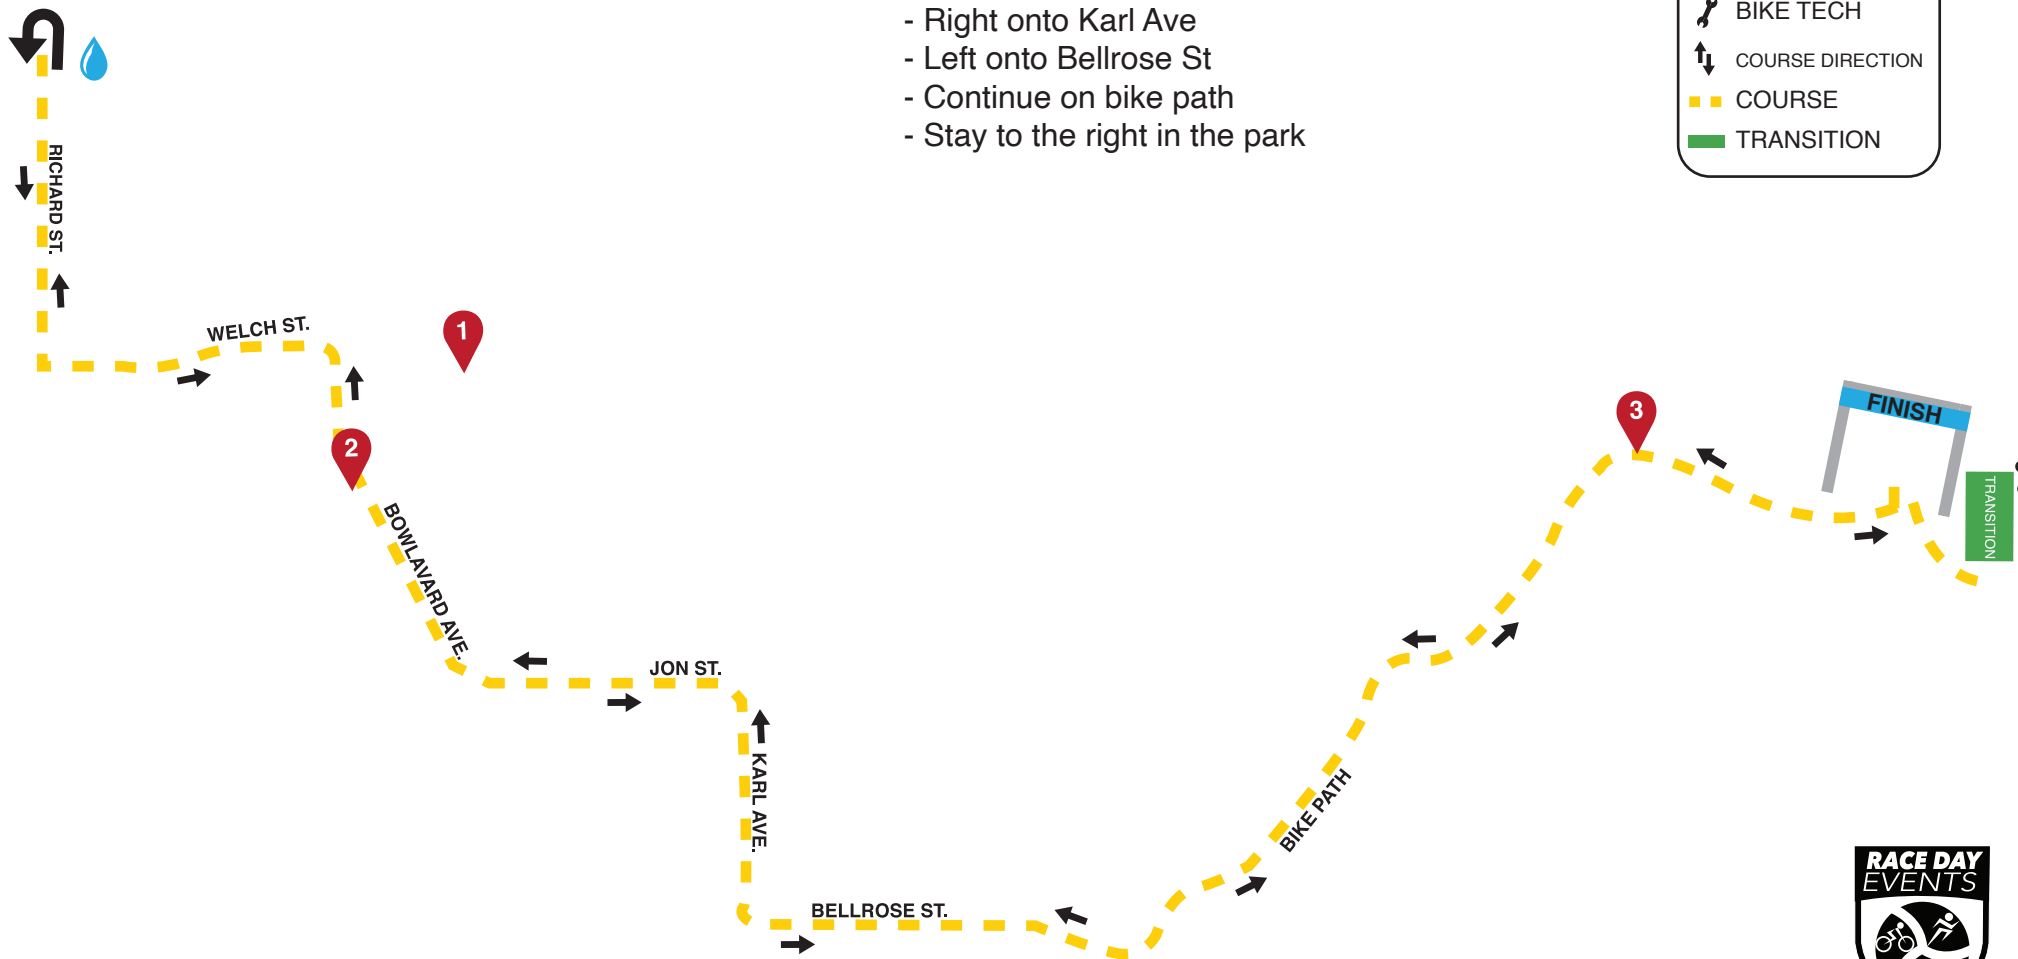 - Right onto Karl Ave
- Left onto Bellrose St
- Continue on bike path
- Stay to the right in the park
BIKE TECH
COURSE DIRECTION
COURSE
TRANSITION
RICHARD ST.
WELCH ST.
1
2
3
FINISH
TRANSITION
BOWLAVARD AVE.
JON ST.
KARL AVE.
BIKE PATH
BELLROSE ST.
RACE DAY
EVENTS